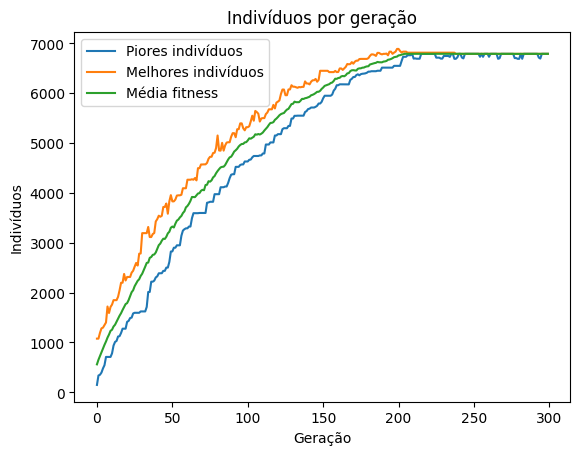 Indivíduos por geração
Piores indivíduos
Melhores indivíduos
Média fitness
Indivíduos
7000
6000
5000
4000
3000
2000
1000
0
0 50 100 150 200 250 300
Geração